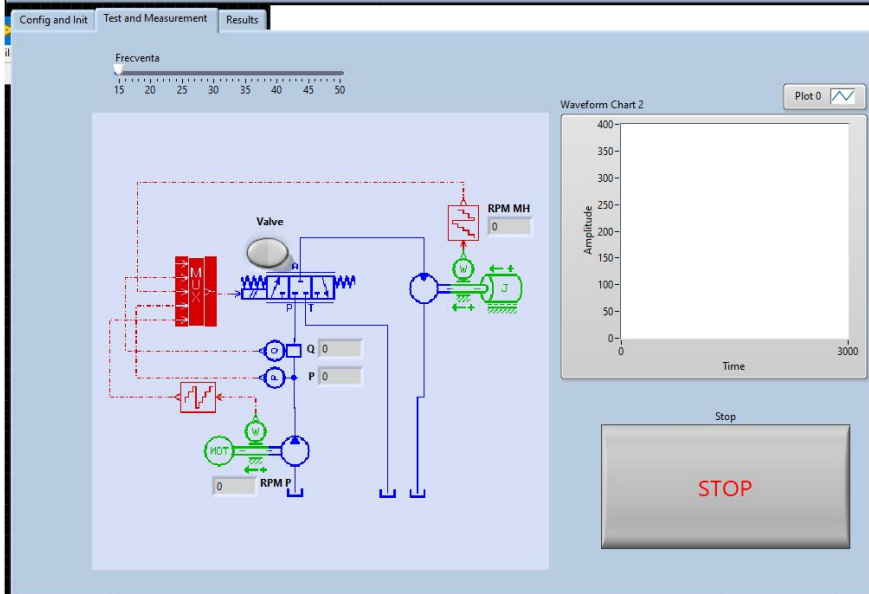 Config and Init Test and Measurement Results
il
Frecventa
15 20 25 30 35 40 45 50
Waveform Chart 2
Plot 0
400
350
300
250
200
150
100
50
0
Amplitude
0 3000
Time
RPM MH
0
Valve
A
MUX
P T
W
J
Q 0
P 0
P
W
MOT
0 RPM P
Stop
STOP